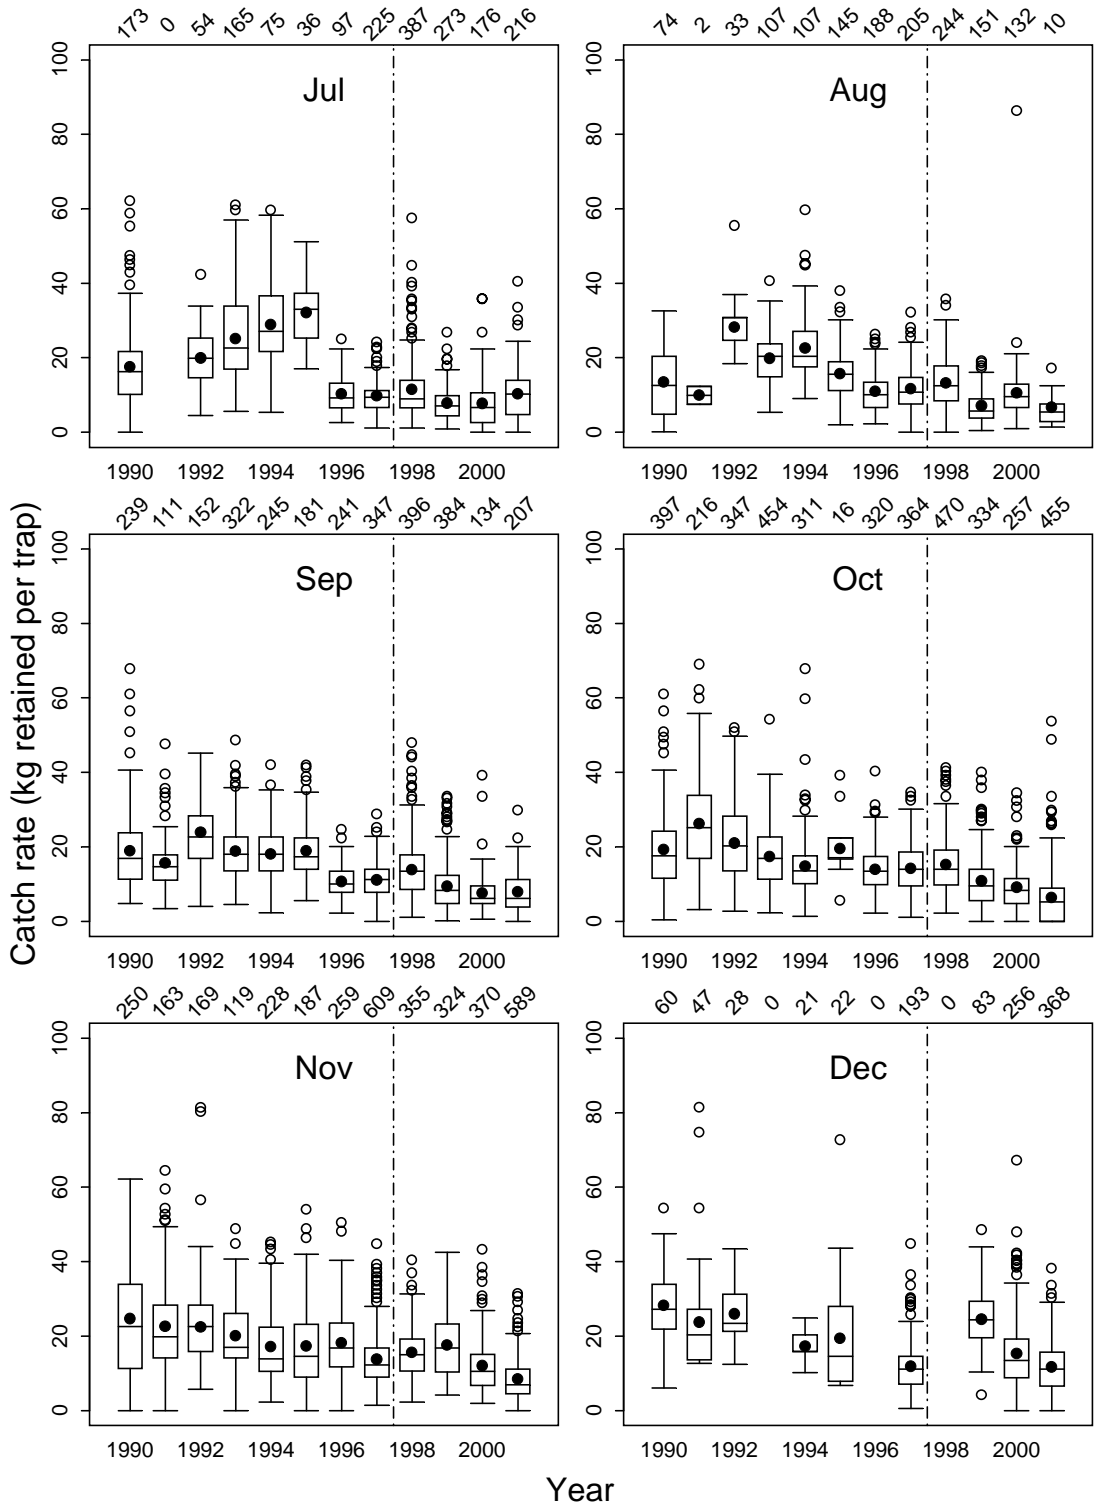 173 0 54 165 75 36 97 225 387 273 176 216
74 2 33 107 107 145 188 205 244 151 132 10
Jul
Aug
0 20 40 60 80 100
0 20 40 60 80 100
1990 1992 1994 1996 1998 2000
1990 1992 1994 1996 1998 2000
239 111 152 322 245 181 241 347 396 384 134 207
397 216 347 454 311 16 320 364 470 334 257 455
Sep
Oct
0 20 40 60 80 100
0 20 40 60 80 100
Catch rate (kg retained per trap)
1990 1992 1994 1996 1998 2000
1990 1992 1994 1996 1998 2000
250 163 169 119 228 187 259 609 355 324 370 589
60 47 28 0 21 22 0 193 0 83 256 368
Nov
Dec
0 20 40 60 80 100
0 20 40 60 80 100
1990 1992 1994 1996 1998 2000
1990 1992 1994 1996 1998 2000
Year